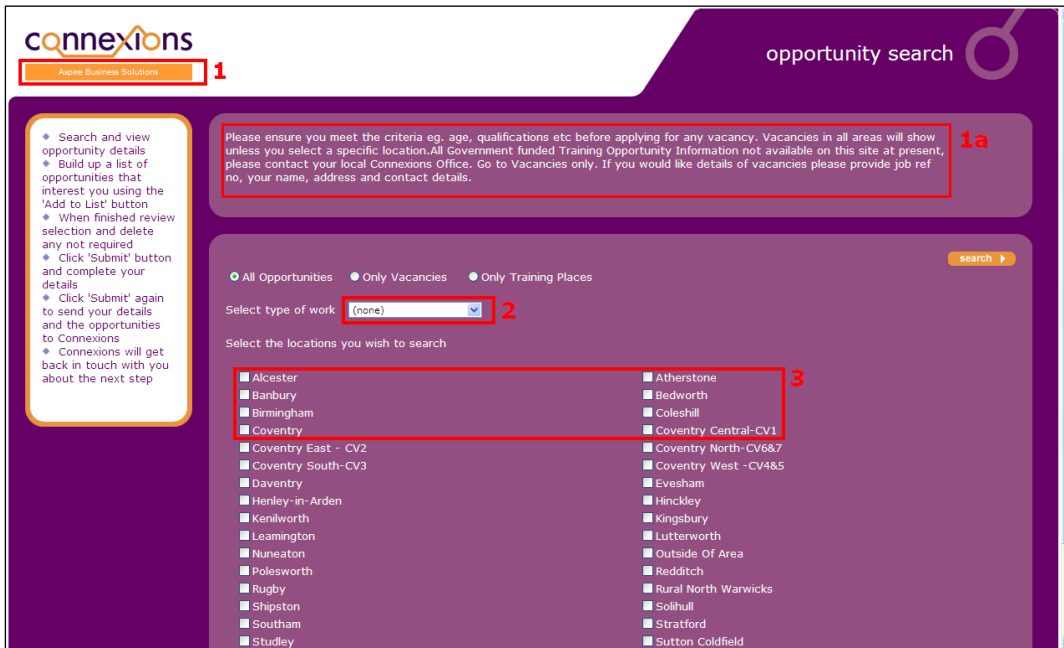 connexions
Aspire Business Solutions
1
opportunity search
Search and view
opportunity details
Build up a list of
opportunities that
interest you using the
'Add to List' button
When finished review
selection and delete
any not required
Click 'Submit' button
and complete your
details
Click 'Submit' again
to send your details
and the opportunities
to Connexions
Connexions will get
back in touch with you
about the next step
Please ensure you meet the criteria eg. age, qualifications etc before applying for any vacancy. Vacancies in all areas will show
unless you select a specific location.All Government funded Training Opportunity Information not available on this site at present,
please contact your local Connexions Office. Go to Vacancies only. If you would like details of vacancies please provide job ref
no, your name, address and contact details.
1a
search
All Opportunities Only Vacancies Only Training Places
Select type of work (none) 2
Select the locations you wish to search
Alcester Atherstone 3
Banbury Bedworth
Birmingham Coleshill
Coventry Coventry Central-CV1
Coventry East - CV2 Coventry North-CV6&7
Coventry South-CV3 Coventry West -CV4&5
Daventry Evesham
Henley-in-Arden Hinckley
Kenilworth Kingsbury
Leamington Lutterworth
Nuneaton Outside Of Area
Polesworth Redditch
Rugby Rural North Warwicks
Shipston Solihull
Southam Stratford
Studley Sutton Coldfield